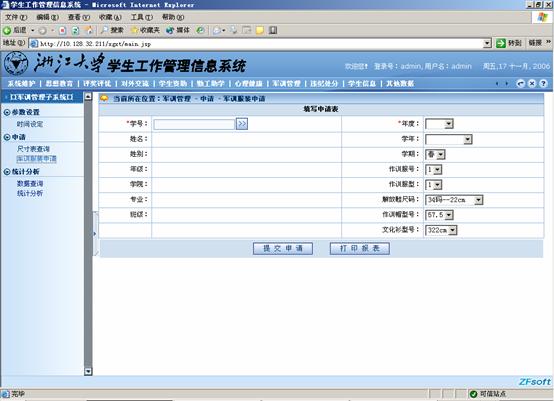 学生工作管理信息系统 - Microsoft Internet Explorer
文件(F) 编辑(E) 查看(V) 收藏(A) 工具(T) 帮助(H)
后退 搜索 收藏夹 媒体
地址(D) http://10.128.32.211/xgxt/main.jsp 转到 链接 »
浙江大学 学生工作管理信息系统
欢迎您! 登录号: admin,用户名: admin 周五,17 十一月, 2006
系统维护 | 思想教育 | 评奖评优 | 对外交流 | 学生资助 | 勤工助学 | 心理健康 | 军训管理 | 违纪处分 | 学生信息 | 其他数据
军训管理子系统
当前所在位置: 军训管理 - 申请 - 军训服装申请
参数设置
时间设定
申请
尺寸表查询
军训服装申请
统计分析
数据查询
统计分析
填写申请表
*学号: >> *年度:
姓名: 学年:
性别: 学期: 春
年级: 作训服号: 1
学院: 作训服型: 1
专业: 解放鞋尺码: 34码--22cm
班级: 作训帽型号: 57.5
文化衫型号: 322cm
提 交 申 请 打 印 报 表
ZFsoft
完毕 可信站点